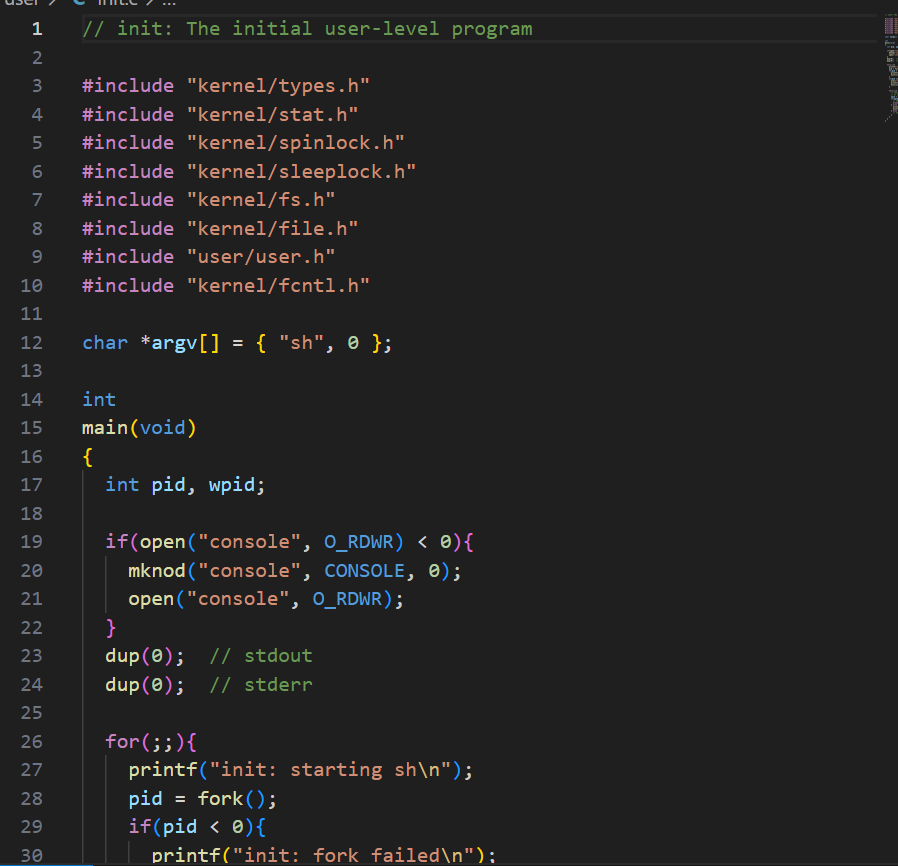 user > C init.c > ...
1 // init: The initial user-level program
2
3 #include "kernel/types.h"
4 #include "kernel/stat.h"
5 #include "kernel/spinlock.h"
6 #include "kernel/sleeplock.h"
7 #include "kernel/fs.h"
8 #include "kernel/file.h"
9 #include "user/user.h"
10 #include "kernel/fcntl.h"
11
12 char *argv[] = { "sh", 0 };
13
14 int
15 main(void)
16 {
17   int pid, wpid;
18
19   if(open("console", O_RDWR) < 0){
20     mknod("console", CONSOLE, 0);
21     open("console", O_RDWR);
22   }
23   dup(0);  // stdout
24   dup(0);  // stderr
25
26   for(;;){
27     printf("init: starting sh\n");
28     pid = fork();
29     if(pid < 0){
30       printf("init: fork failed\n");